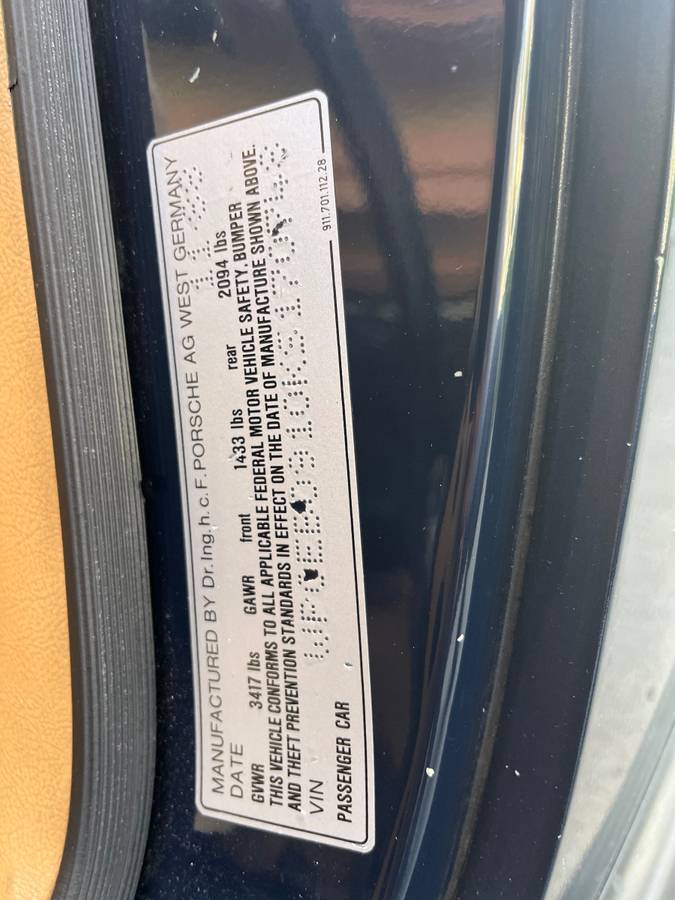 MANUFACTURED BY Dr. Ing. h. c. F. PORSCHE AG WEST GERMANY
DATE
GVWR 3417 lbs GAWR front 1433 lbs rear 2094 lbs
THIS VEHICLE CONFORMS TO ALL APPLICABLE FEDERAL MOTOR VEHICLE SAFETY, BUMPER
AND THEFT PREVENTION STANDARDS IN EFFECT ON THE DATE OF MANUFACTURE SHOWN ABOVE.
VIN
PASSENGER CAR
911.701.112.28